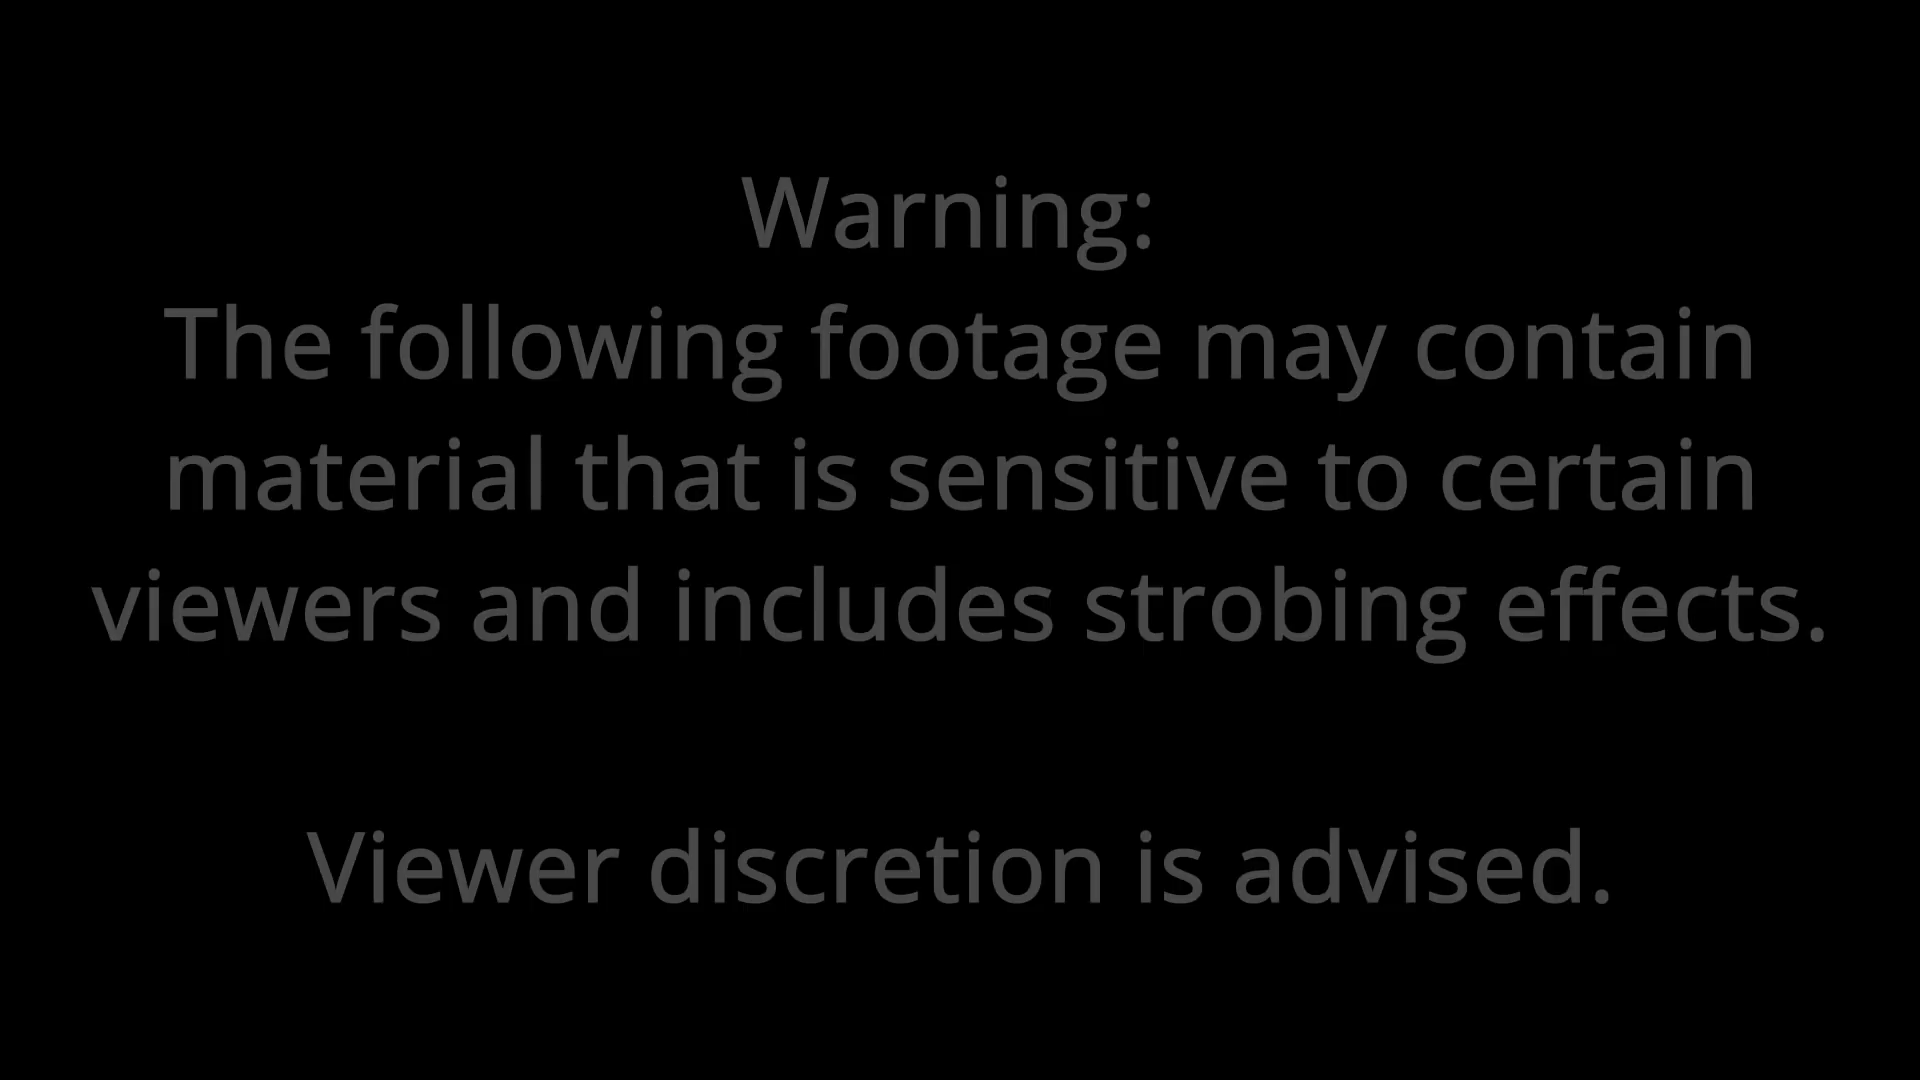 Warning:
The following footage may contain
material that is sensitive to certain
viewers and includes strobing effects.
Viewer discretion is advised.